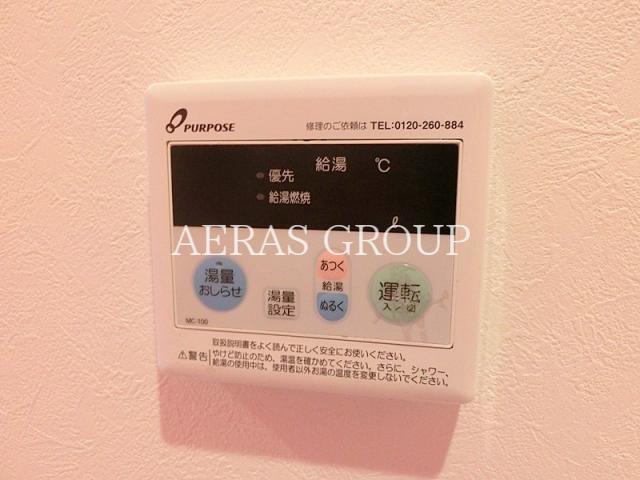 PURPOSE
修理のご依頼は TEL:0120-260-884
給湯 ℃
優先
給湯燃焼
AERAS GROUP
湯量
おしらせ
湯量
設定
あつく
給湯
ぬるく
運転
入/切
MC-100
⚠警告
取扱説明書をよく読んで正しく安全にお使いください。
やけど防止のため、湯温を確かめてください。さらに、シャワー、
給湯の使用中は、使用者以外お湯の温度を変更しないでください。